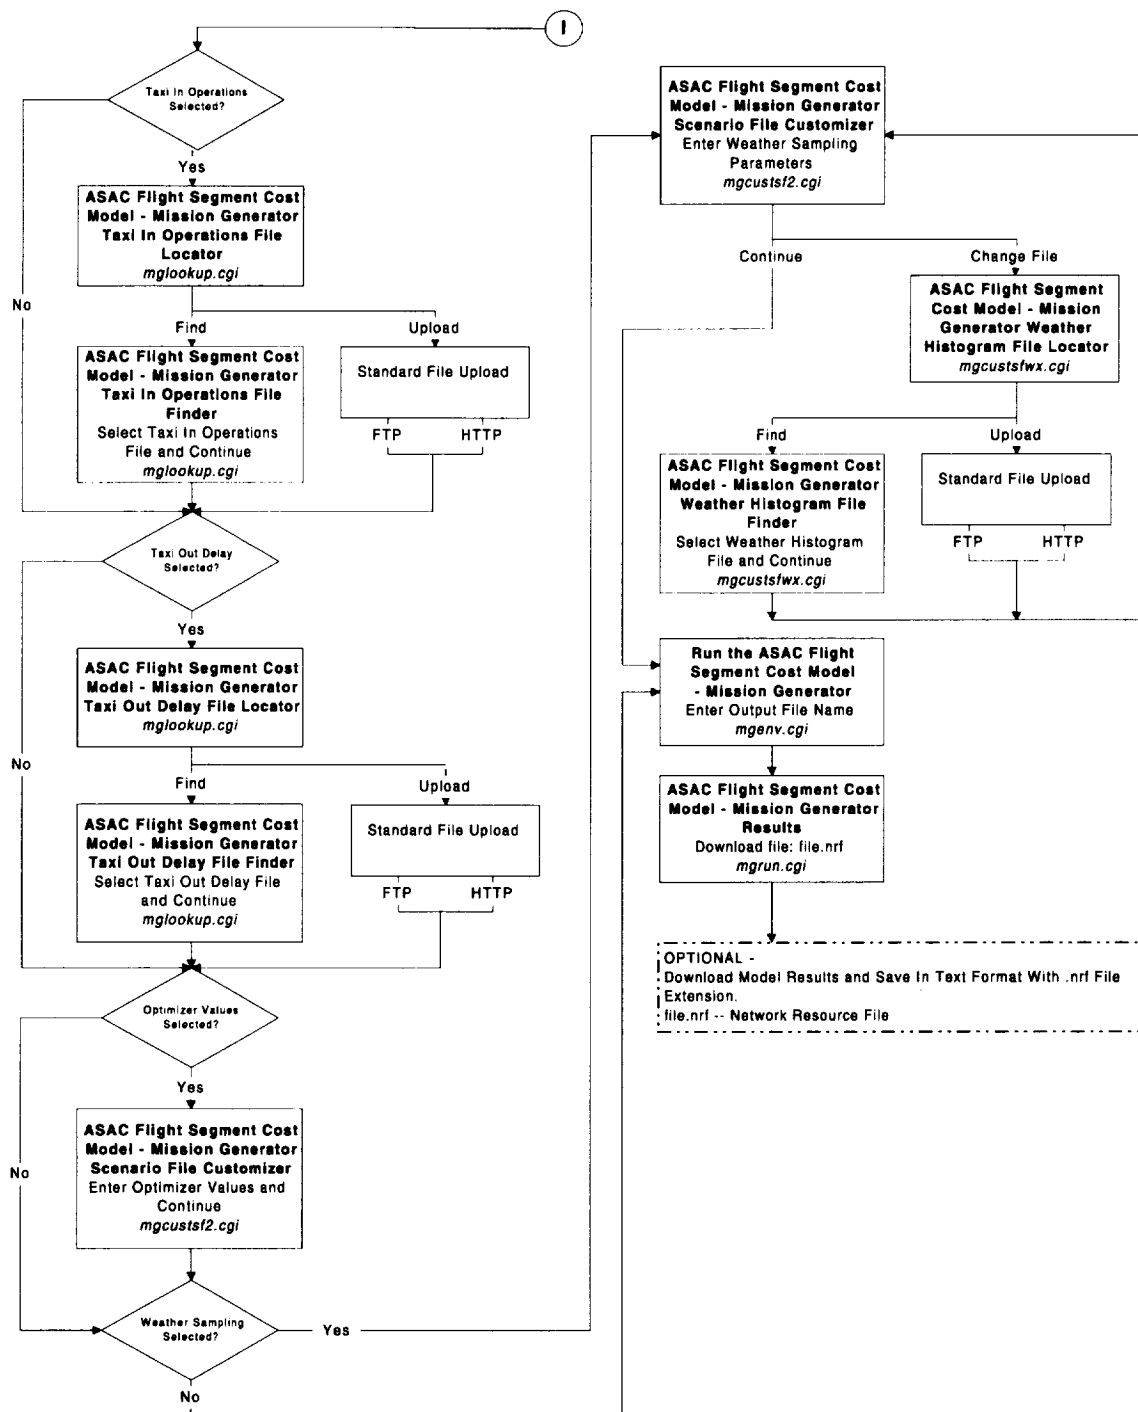 I
Taxi In Operations
Selected?
Yes
No
ASAC Flight Segment Cost
Model - Mission Generator
Taxi In Operations File
Locator
mglookup.cgi
Find
Upload
ASAC Flight Segment Cost
Model - Mission Generator
Taxi In Operations File
Finder
Select Taxi In Operations
File and Continue
mglookup.cgi
Standard File Upload
FTP
HTTP
Taxi Out Delay
Selected?
Yes
No
ASAC Flight Segment Cost
Model - Mission Generator
Taxi Out Delay File Locator
mglookup.cgi
Find
Upload
ASAC Flight Segment Cost
Model - Mission Generator
Taxi Out Delay File Finder
Select Taxi Out Delay File
and Continue
mglookup.cgi
Standard File Upload
FTP
HTTP
Optimizer Values
Selected?
Yes
No
ASAC Flight Segment Cost
Model - Mission Generator
Scenario File Customizer
Enter Optimizer Values and
Continue
mgcustsf2.cgi
Weather Sampling
Selected?
Yes
No
ASAC Flight Segment Cost
Model - Mission Generator
Scenario File Customizer
Enter Weather Sampling
Parameters
mgcustsf2.cgi
Continue
Change File
ASAC Flight Segment
Cost Model - Mission
Generator Weather
Histogram File Locator
mgcustsfwx.cgi
Find
Upload
ASAC Flight Segment Cost
Model - Mission Generator
Weather Histogram File
Finder
Select Weather Histogram
File and Continue
mgcustsfwx.cgi
Standard File Upload
FTP
HTTP
Run the ASAC Flight
Segment Cost Model
- Mission Generator
Enter Output File Name
mgenv.cgi
ASAC Flight Segment Cost
Model - Mission Generator
Results
Download file: file.nrf
mgrun.cgi
OPTIONAL -
Download Model Results and Save In Text Format With .nrf File
Extension.
file.nrf -- Network Resource File